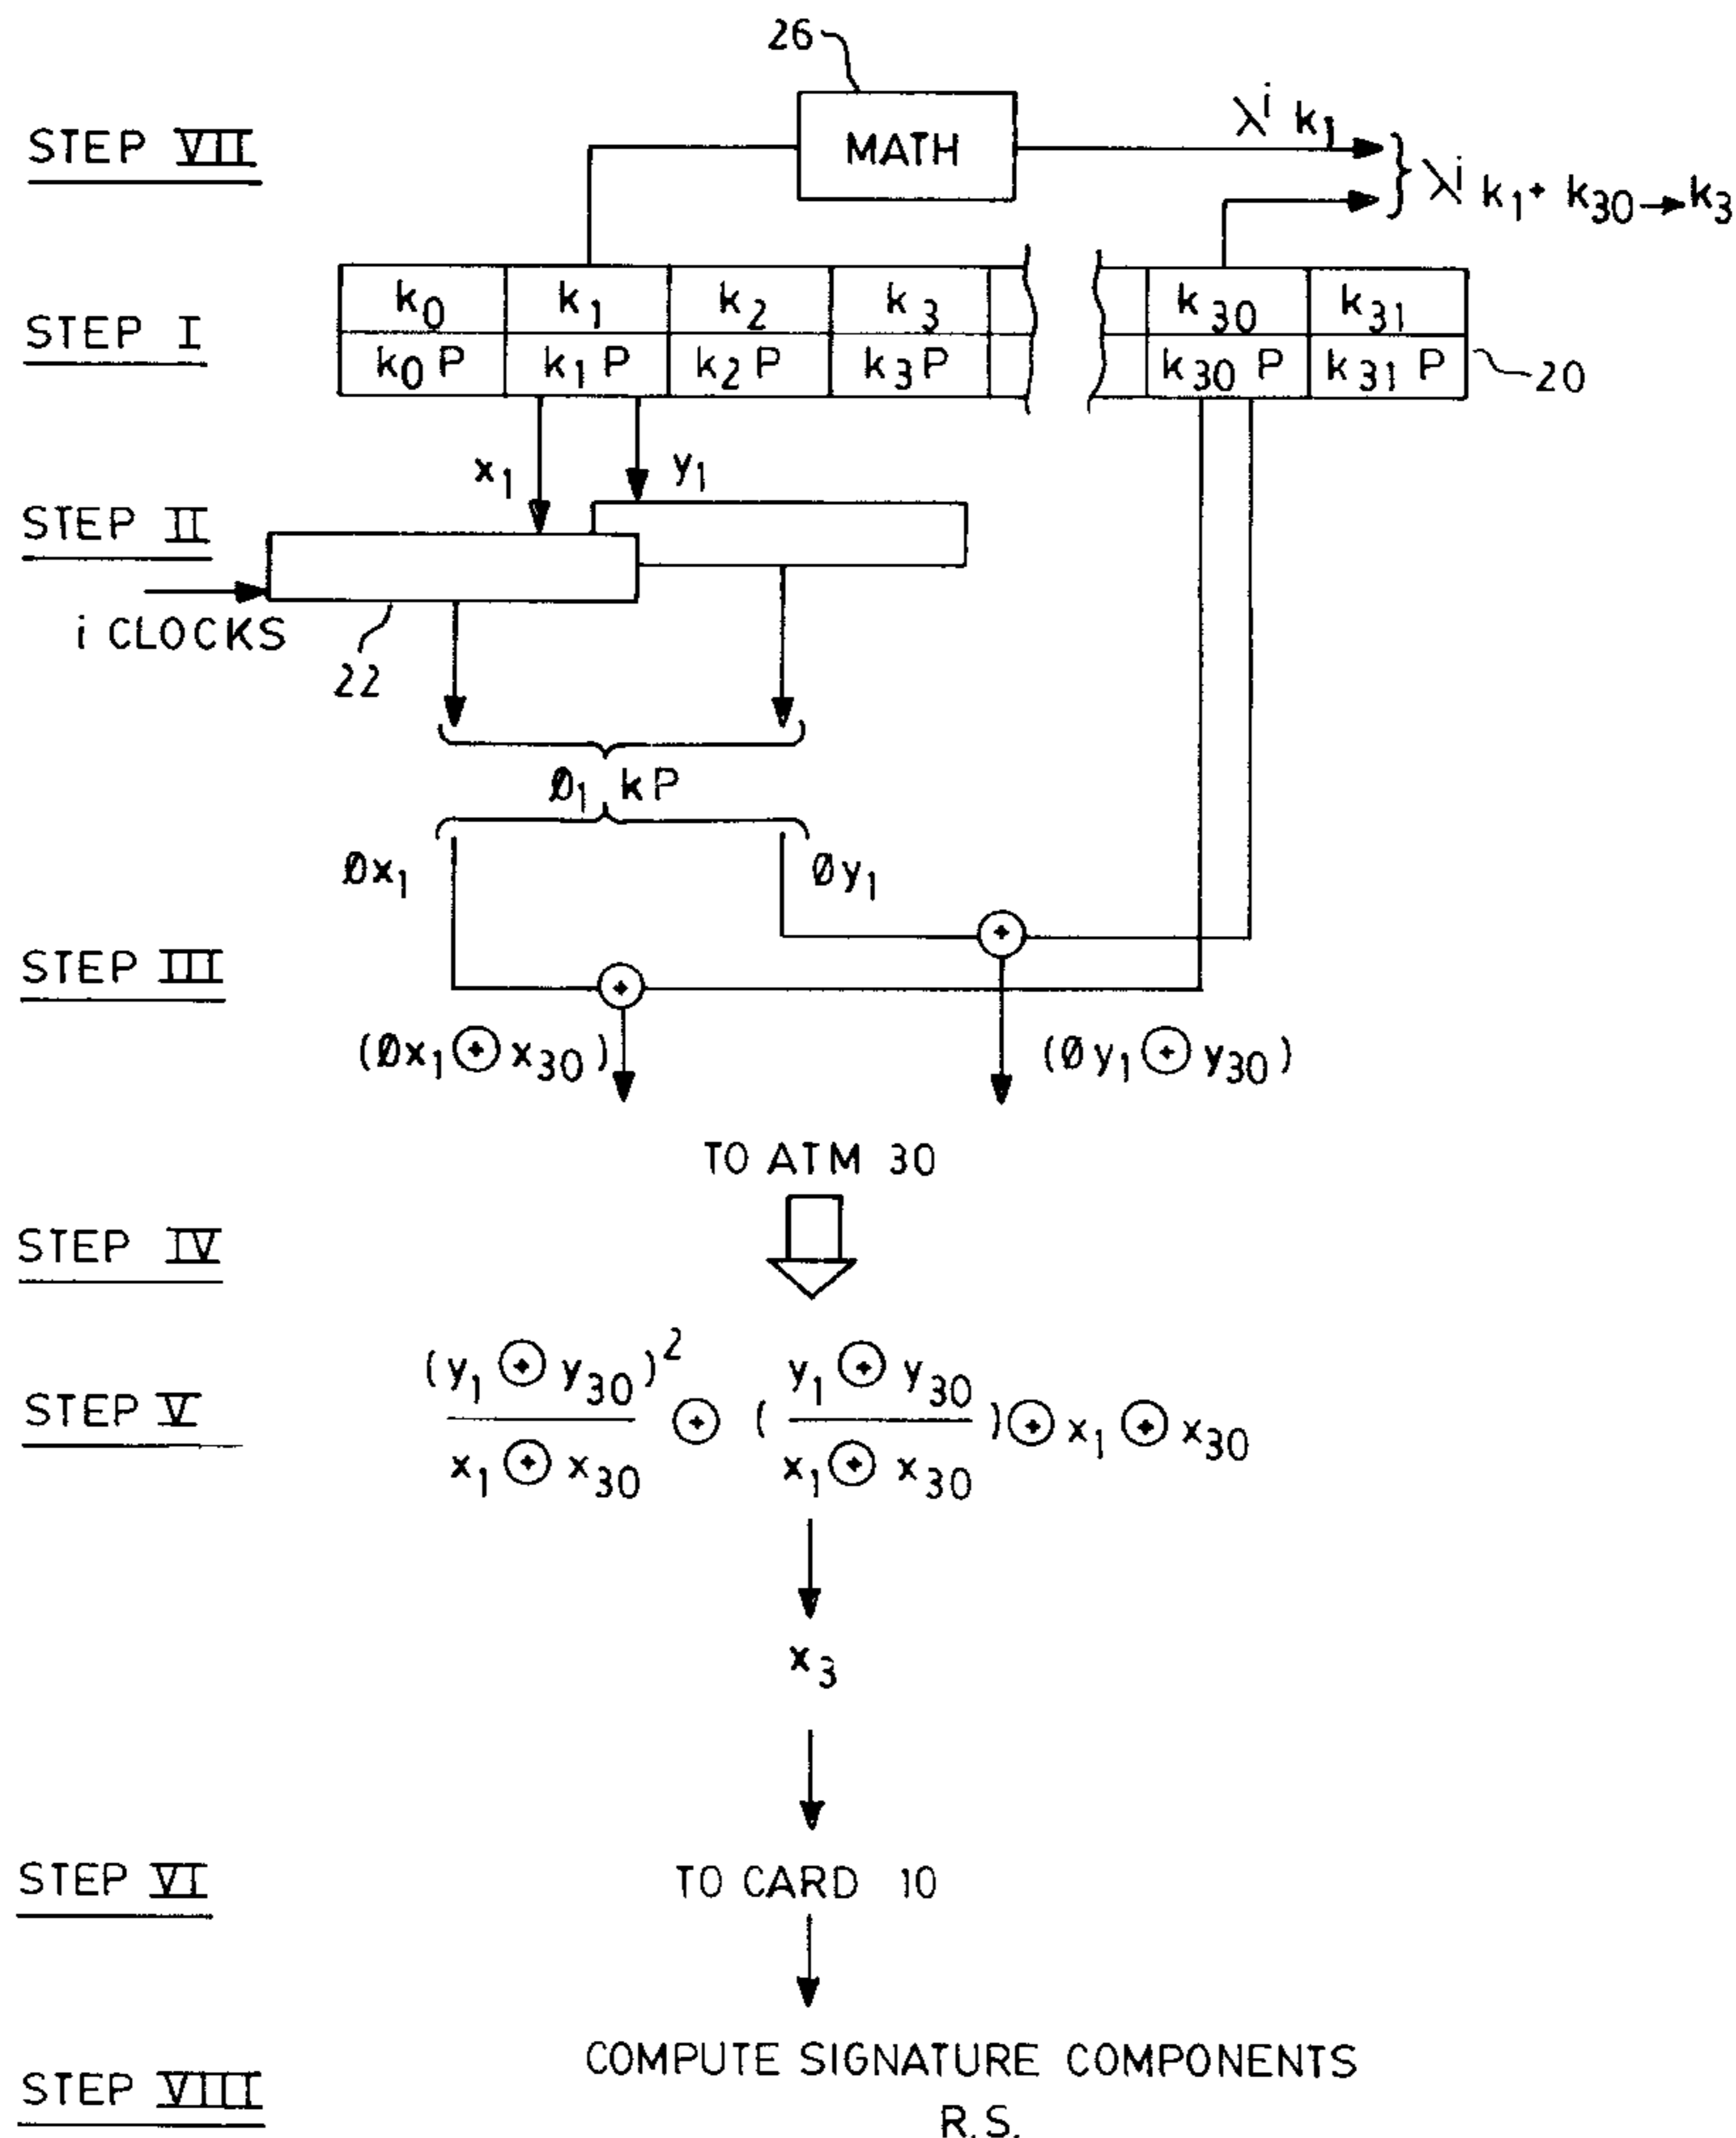 26
STEP VII
MATH
λⁱ k₁
λⁱ k₁ + k₃₀ → k₃
STEP I
k₀ k₁ k₂ k₃ k₃₀ k₃₁
k₀P k₁P k₂P k₃P k₃₀P k₃₁P
20
x₁ y₁
STEP II
i CLOCKS
22
Ø₁ kP
Øx₁ Øy₁
STEP III
(Øx₁ ⊕ x₃₀) (Øy₁ ⊕ y₃₀)
TO ATM 30
STEP IV
STEP V
(y₁ ⊕ y₃₀)² / x₁ ⊕ x₃₀ ⊕ (y₁ ⊕ y₃₀ / x₁ ⊕ x₃₀) ⊕ x₁ ⊕ x₃₀
x₃
STEP VI
TO CARD 10
COMPUTE SIGNATURE COMPONENTS
STEP VIII
R.S.